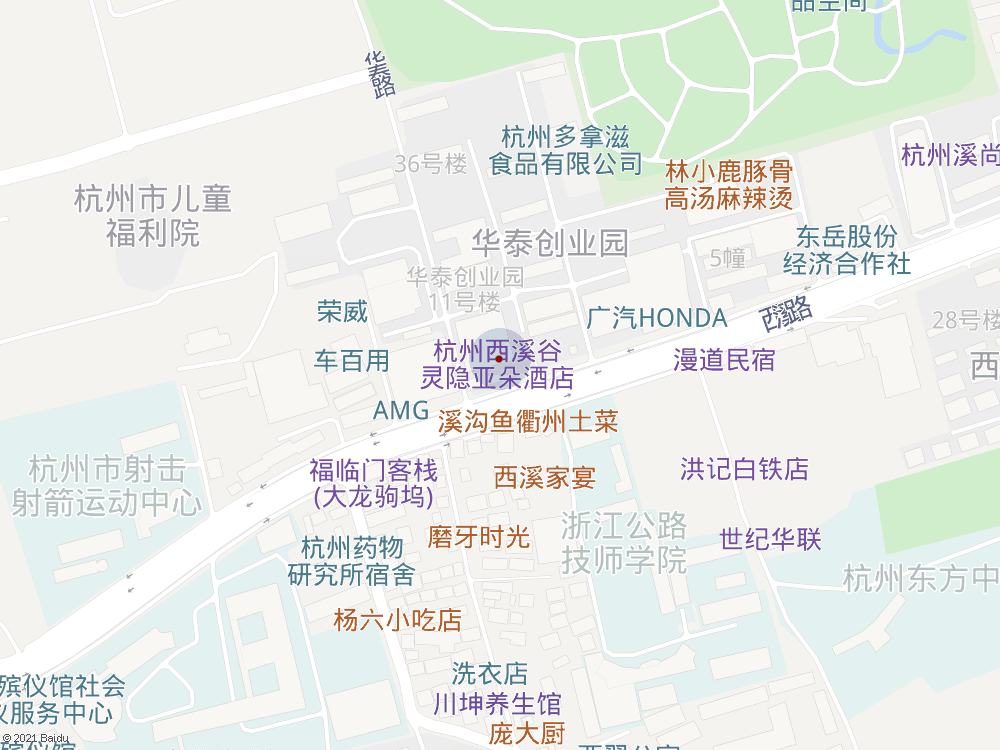 品空间
华泰路
杭州多拿滋
食品有限公司
36号楼
杭州溪尚
林小鹿豚骨
高汤麻辣烫
杭州市儿童
福利院
华泰创业园
东岳股份
经济合作社
5幢
华泰创业园
11号楼
荣威
广汽HONDA
西溪路
28号楼
杭州西溪谷
灵隐亚朵酒店
车百用
漫道民宿
西
AMG
溪沟鱼衢州土菜
杭州市射击
射箭运动中心
福临门客栈
(大龙驹坞)
西溪家宴
洪记白铁店
磨牙时光
浙江公路
技师学院
世纪华联
杭州药物
研究所宿舍
杭州东方中
杨六小吃店
洗衣店
殡仪馆社会
仪服务中心
川坤养生馆
庞大厨
殡仪馆
© 2021 Baidu